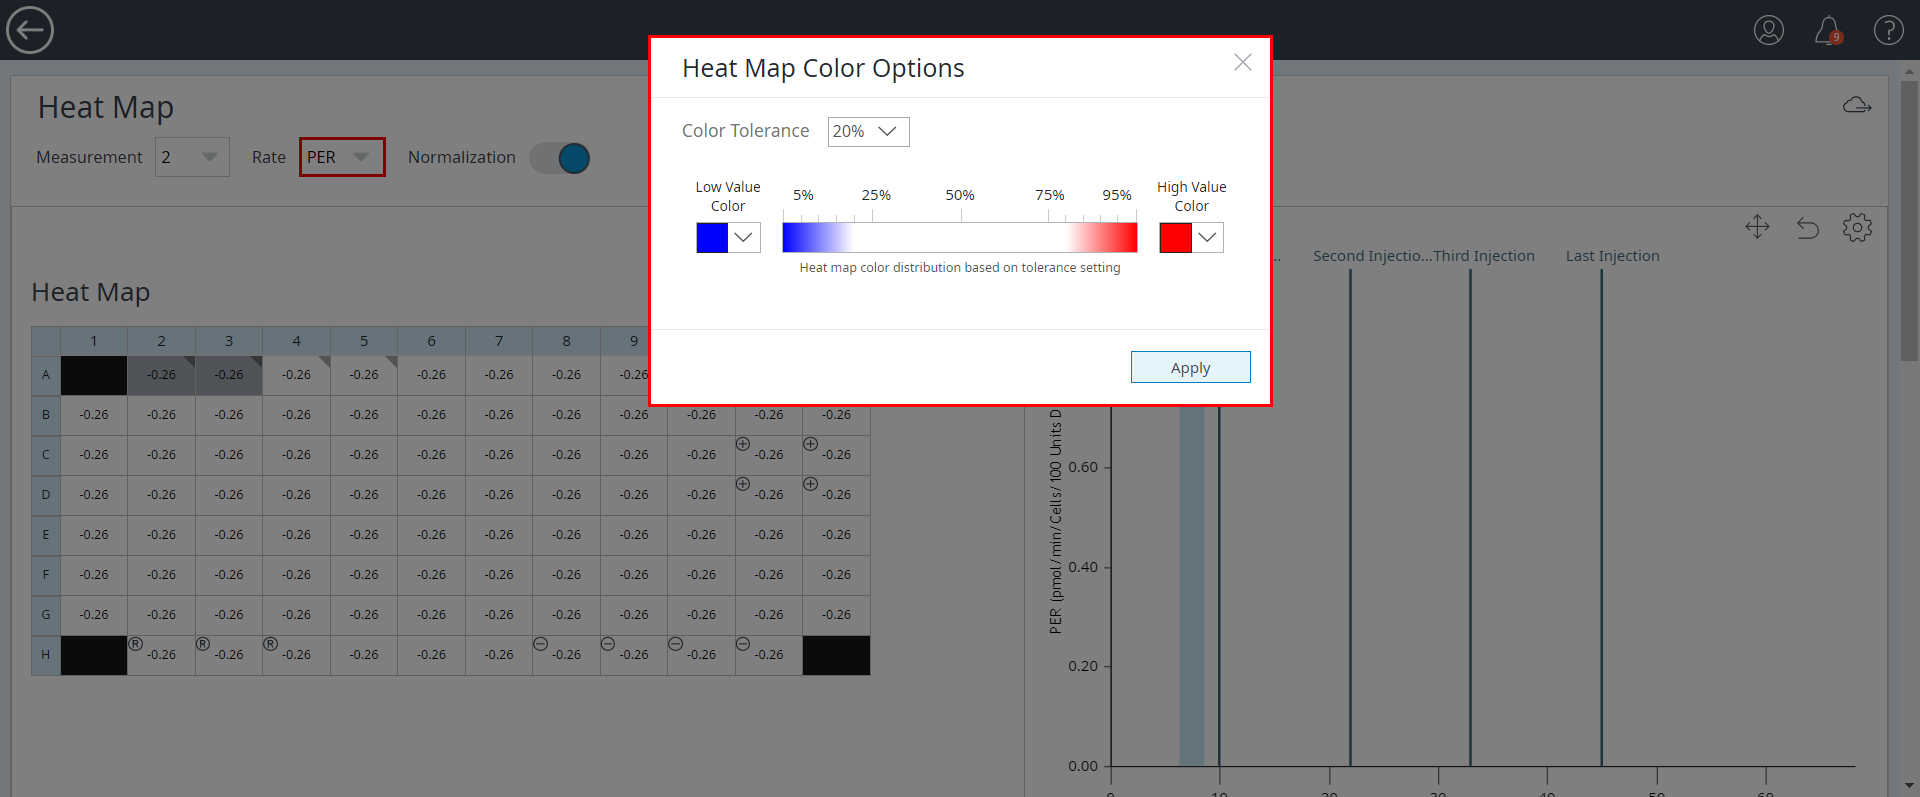 9
Heat Map
Measurement 2 Rate PER Normalization
Heat Map Color Options
Color Tolerance 20%
Low Value Color 5% 25% 50% 75% 95% High Value Color
Heat map color distribution based on tolerance setting
Apply
Heat Map
1 2 3 4 5 6 7 8 9
A -0.26 -0.26 -0.26 -0.26 -0.26 -0.26 -0.26
B -0.26 -0.26 -0.26 -0.26 -0.26 -0.26 -0.26 -0.26 -0.26 -0.26 -0.26 -0.26
C -0.26 -0.26 -0.26 -0.26 -0.26 -0.26 -0.26 -0.26 -0.26 -0.26 -0.26 -0.26
D -0.26 -0.26 -0.26 -0.26 -0.26 -0.26 -0.26 -0.26 -0.26 -0.26 -0.26 -0.26
E -0.26 -0.26 -0.26 -0.26 -0.26 -0.26 -0.26 -0.26 -0.26 -0.26 -0.26 -0.26
F -0.26 -0.26 -0.26 -0.26 -0.26 -0.26 -0.26 -0.26 -0.26 -0.26 -0.26 -0.26
G -0.26 -0.26 -0.26 -0.26 -0.26 -0.26 -0.26 -0.26 -0.26 -0.26 -0.26 -0.26
H ® -0.26 ® -0.26 ® -0.26 -0.26 -0.26 -0.26 -0.26 -0.26 -0.26 -0.26
... Second Injectio... Third Injection Last Injection
PER (pmol/min/Cells/100 Units D
0.60
0.40
0.20
0.00
0 10 20 30 40 50 60